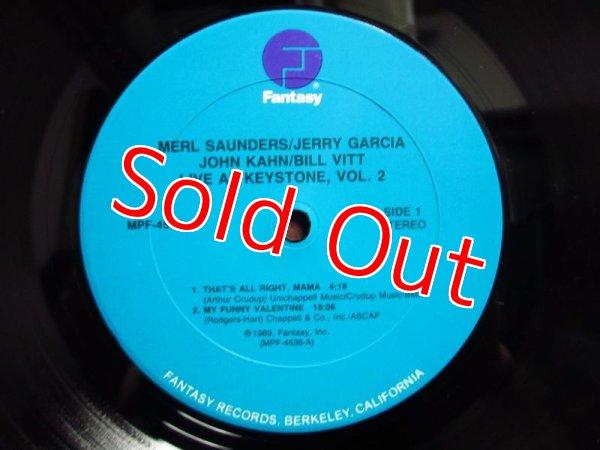 Fantasy
®
MERL SAUNDERS/JERRY GARCIA
JOHN KAHN/BILL VITT
LIVE AT KEYSTONE, VOL. 2
SIDE 1
MPF-45
STEREO
Sold Out
1. THAT'S ALL RIGHT, MAMA 4:18
(Arthur Crudup) Unichappell Music/Crudup Music-BMI
2. MY FUNNY VALENTINE 18:06
(Rodgers-Hart) Chappell & Co., Inc.-ASCAP
℗1989, Fantasy, Inc.
(MPF-4536-A)
FANTASY RECORDS, BERKELEY, CALIFORNIA